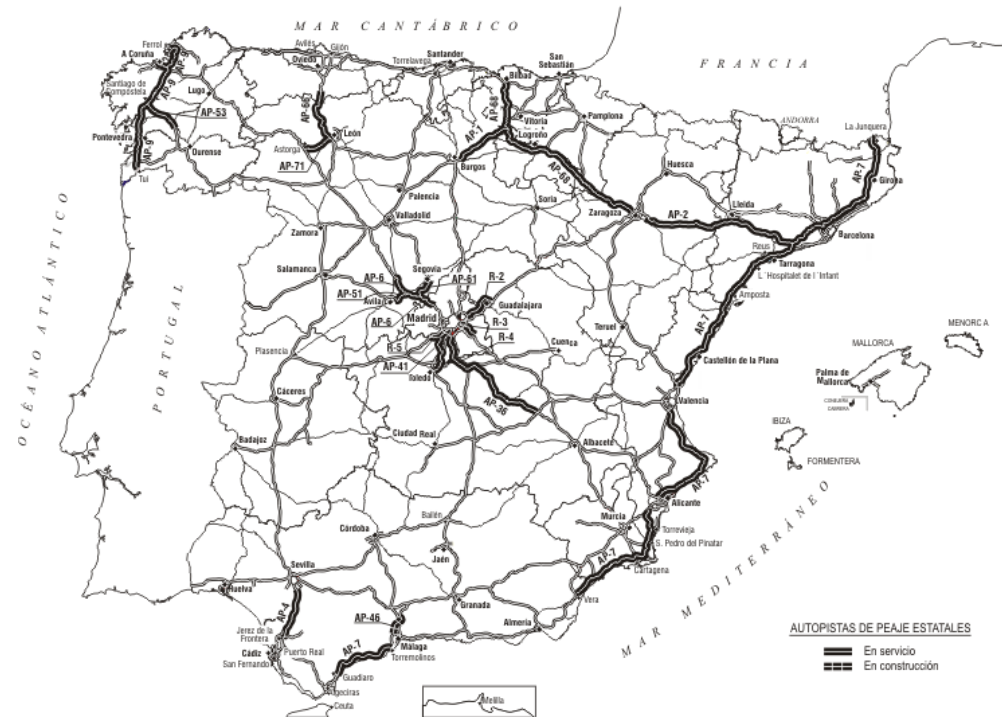 MAR CANTÁBRICO
FRANCIA
ANDORRA
OCÉANO ATLÁNTICO
PORTUGAL
MAR MEDITERRÁNEO
Ferrol
A Coruña
AP-9
Santiago de
Compostela
AP-9
Lugo
AP-53
Pontevedra
AP-9
Ourense
Tui
Avilés
Gijón
Oviedo
AP-66
León
Astorga
AP-71
Torrelavega
Santander
Bilbao
San
Sebastián
AP-68
Vitoria
Pamplona
AP-1
Logroño
Burgos
AP-68
Huesca
La Junquera
AP-7
Girona
Palencia
Valladolid
Soria
Zaragoza
AP-2
Lleida
Barcelona
Zamora
Reus
Tarragona
L´Hospitalet de l´Infant
Salamanca
Segovia
AP-6
AP-61
R-2
AP-51
Avila
Guadalajara
AP-6
Madrid
R-3
R-4
R-5
AP-41
Toledo
Cuenca
Teruel
Amposta
AP-7
Castellón de la Plana
Plasencia
Cáceres
AP-36
Valencia
MENORCA
MALLORCA
Palma de
Mallorca
CONEJERA
CABRERA
IBIZA
FORMENTERA
Badajoz
Ciudad Real
Albacete
AP-7
Alicante
Murcia
Torrevieja
S. Pedro del Pinatar
Cartagena
AP-7
Vera
Córdoba
Bailén
Jaén
Sevilla
Huelva
AP-4
Granada
Almería
AP-46
Jerez de la
Frontera
Cádiz
Puerto Real
San Fernando
AP-7
Málaga
Torremolinos
Guadiaro
Algeciras
Ceuta
Melilla
AUTOPISTAS DE PEAJE ESTATALES
En servicio
En construcción